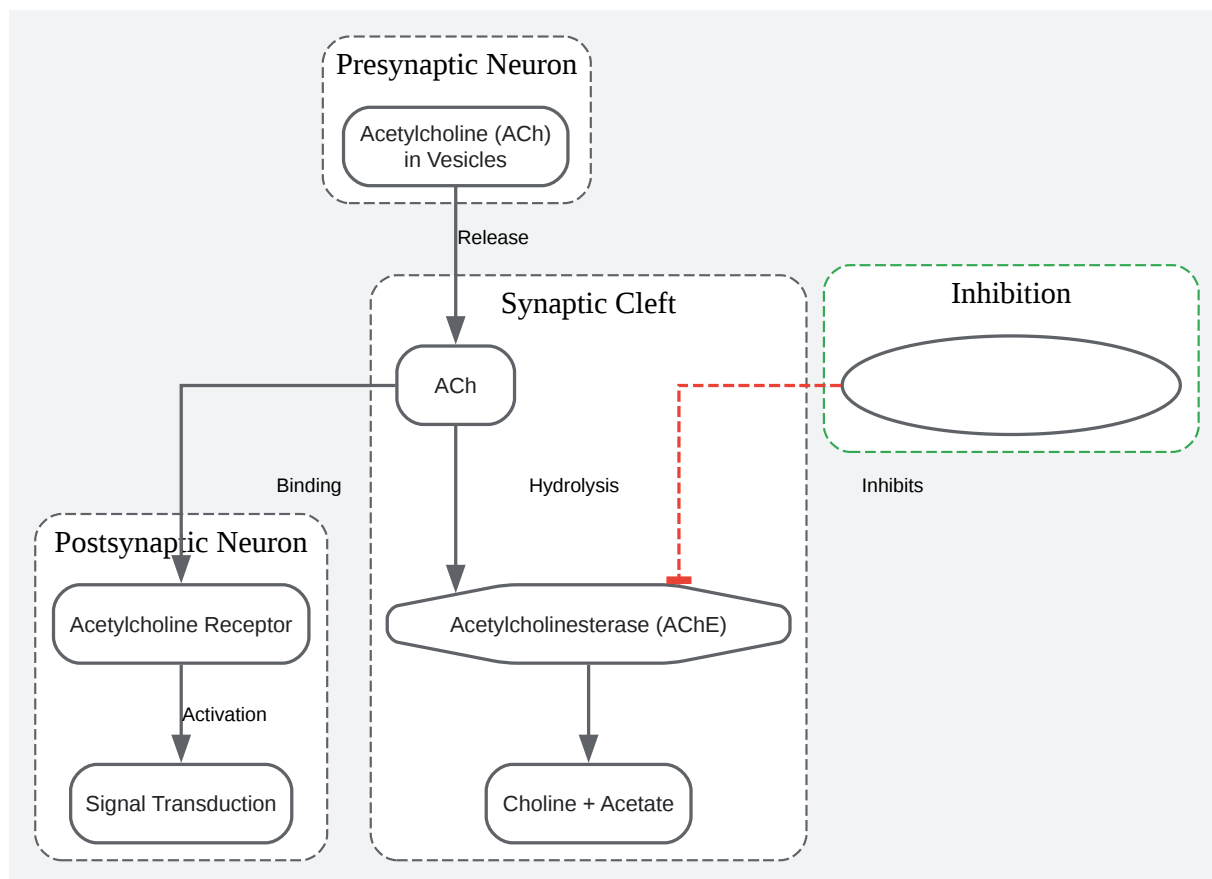 Presynaptic Neuron
Acetylcholine (ACh)
in Vesicles
Release
Synaptic Cleft
Inhibition
ACh
Binding
Hydrolysis
Inhibits
Postsynaptic Neuron
Acetylcholine Receptor
Acetylcholinesterase (AChE)
Activation
Signal Transduction
Choline + Acetate